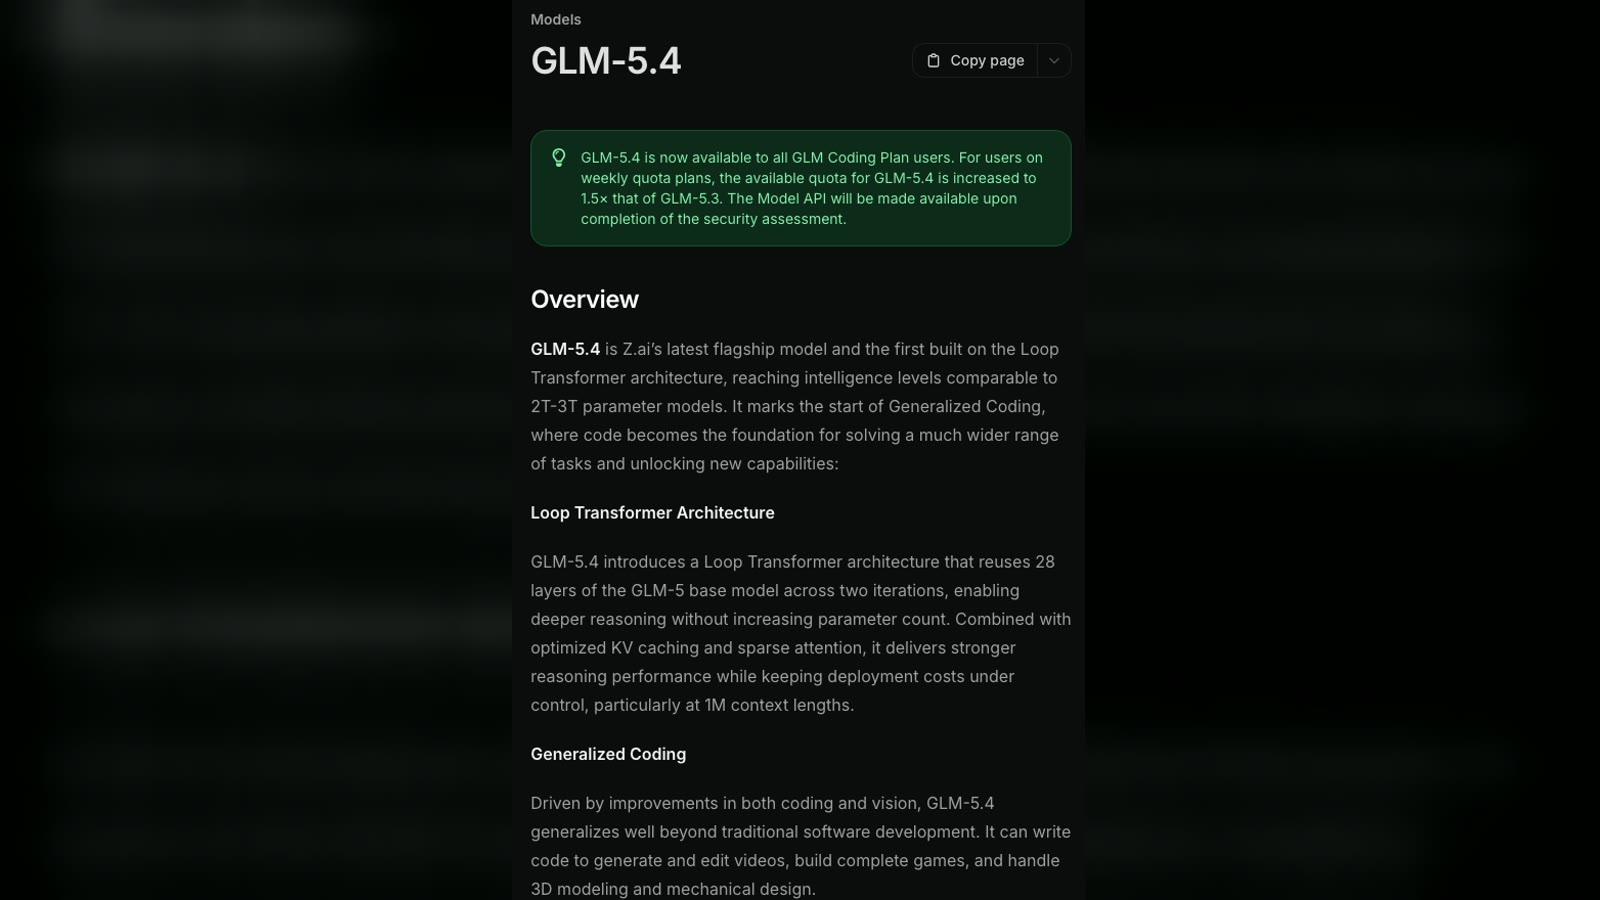 Models
GLM-5.4
Copy page
GLM-5.4 is now available to all GLM Coding Plan users. For users on
weekly quota plans, the available quota for GLM-5.4 is increased to
1.5× that of GLM-5.3. The Model API will be made available upon
completion of the security assessment.
Overview
GLM-5.4 is Z.ai’s latest flagship model and the first built on the Loop
Transformer architecture, reaching intelligence levels comparable to
2T-3T parameter models. It marks the start of Generalized Coding,
where code becomes the foundation for solving a much wider range
of tasks and unlocking new capabilities:
Loop Transformer Architecture
GLM-5.4 introduces a Loop Transformer architecture that reuses 28
layers of the GLM-5 base model across two iterations, enabling
deeper reasoning without increasing parameter count. Combined with
optimized KV caching and sparse attention, it delivers stronger
reasoning performance while keeping deployment costs under
control, particularly at 1M context lengths.
Generalized Coding
Driven by improvements in both coding and vision, GLM-5.4
generalizes well beyond traditional software development. It can write
code to generate and edit videos, build complete games, and handle
3D modeling and mechanical design.